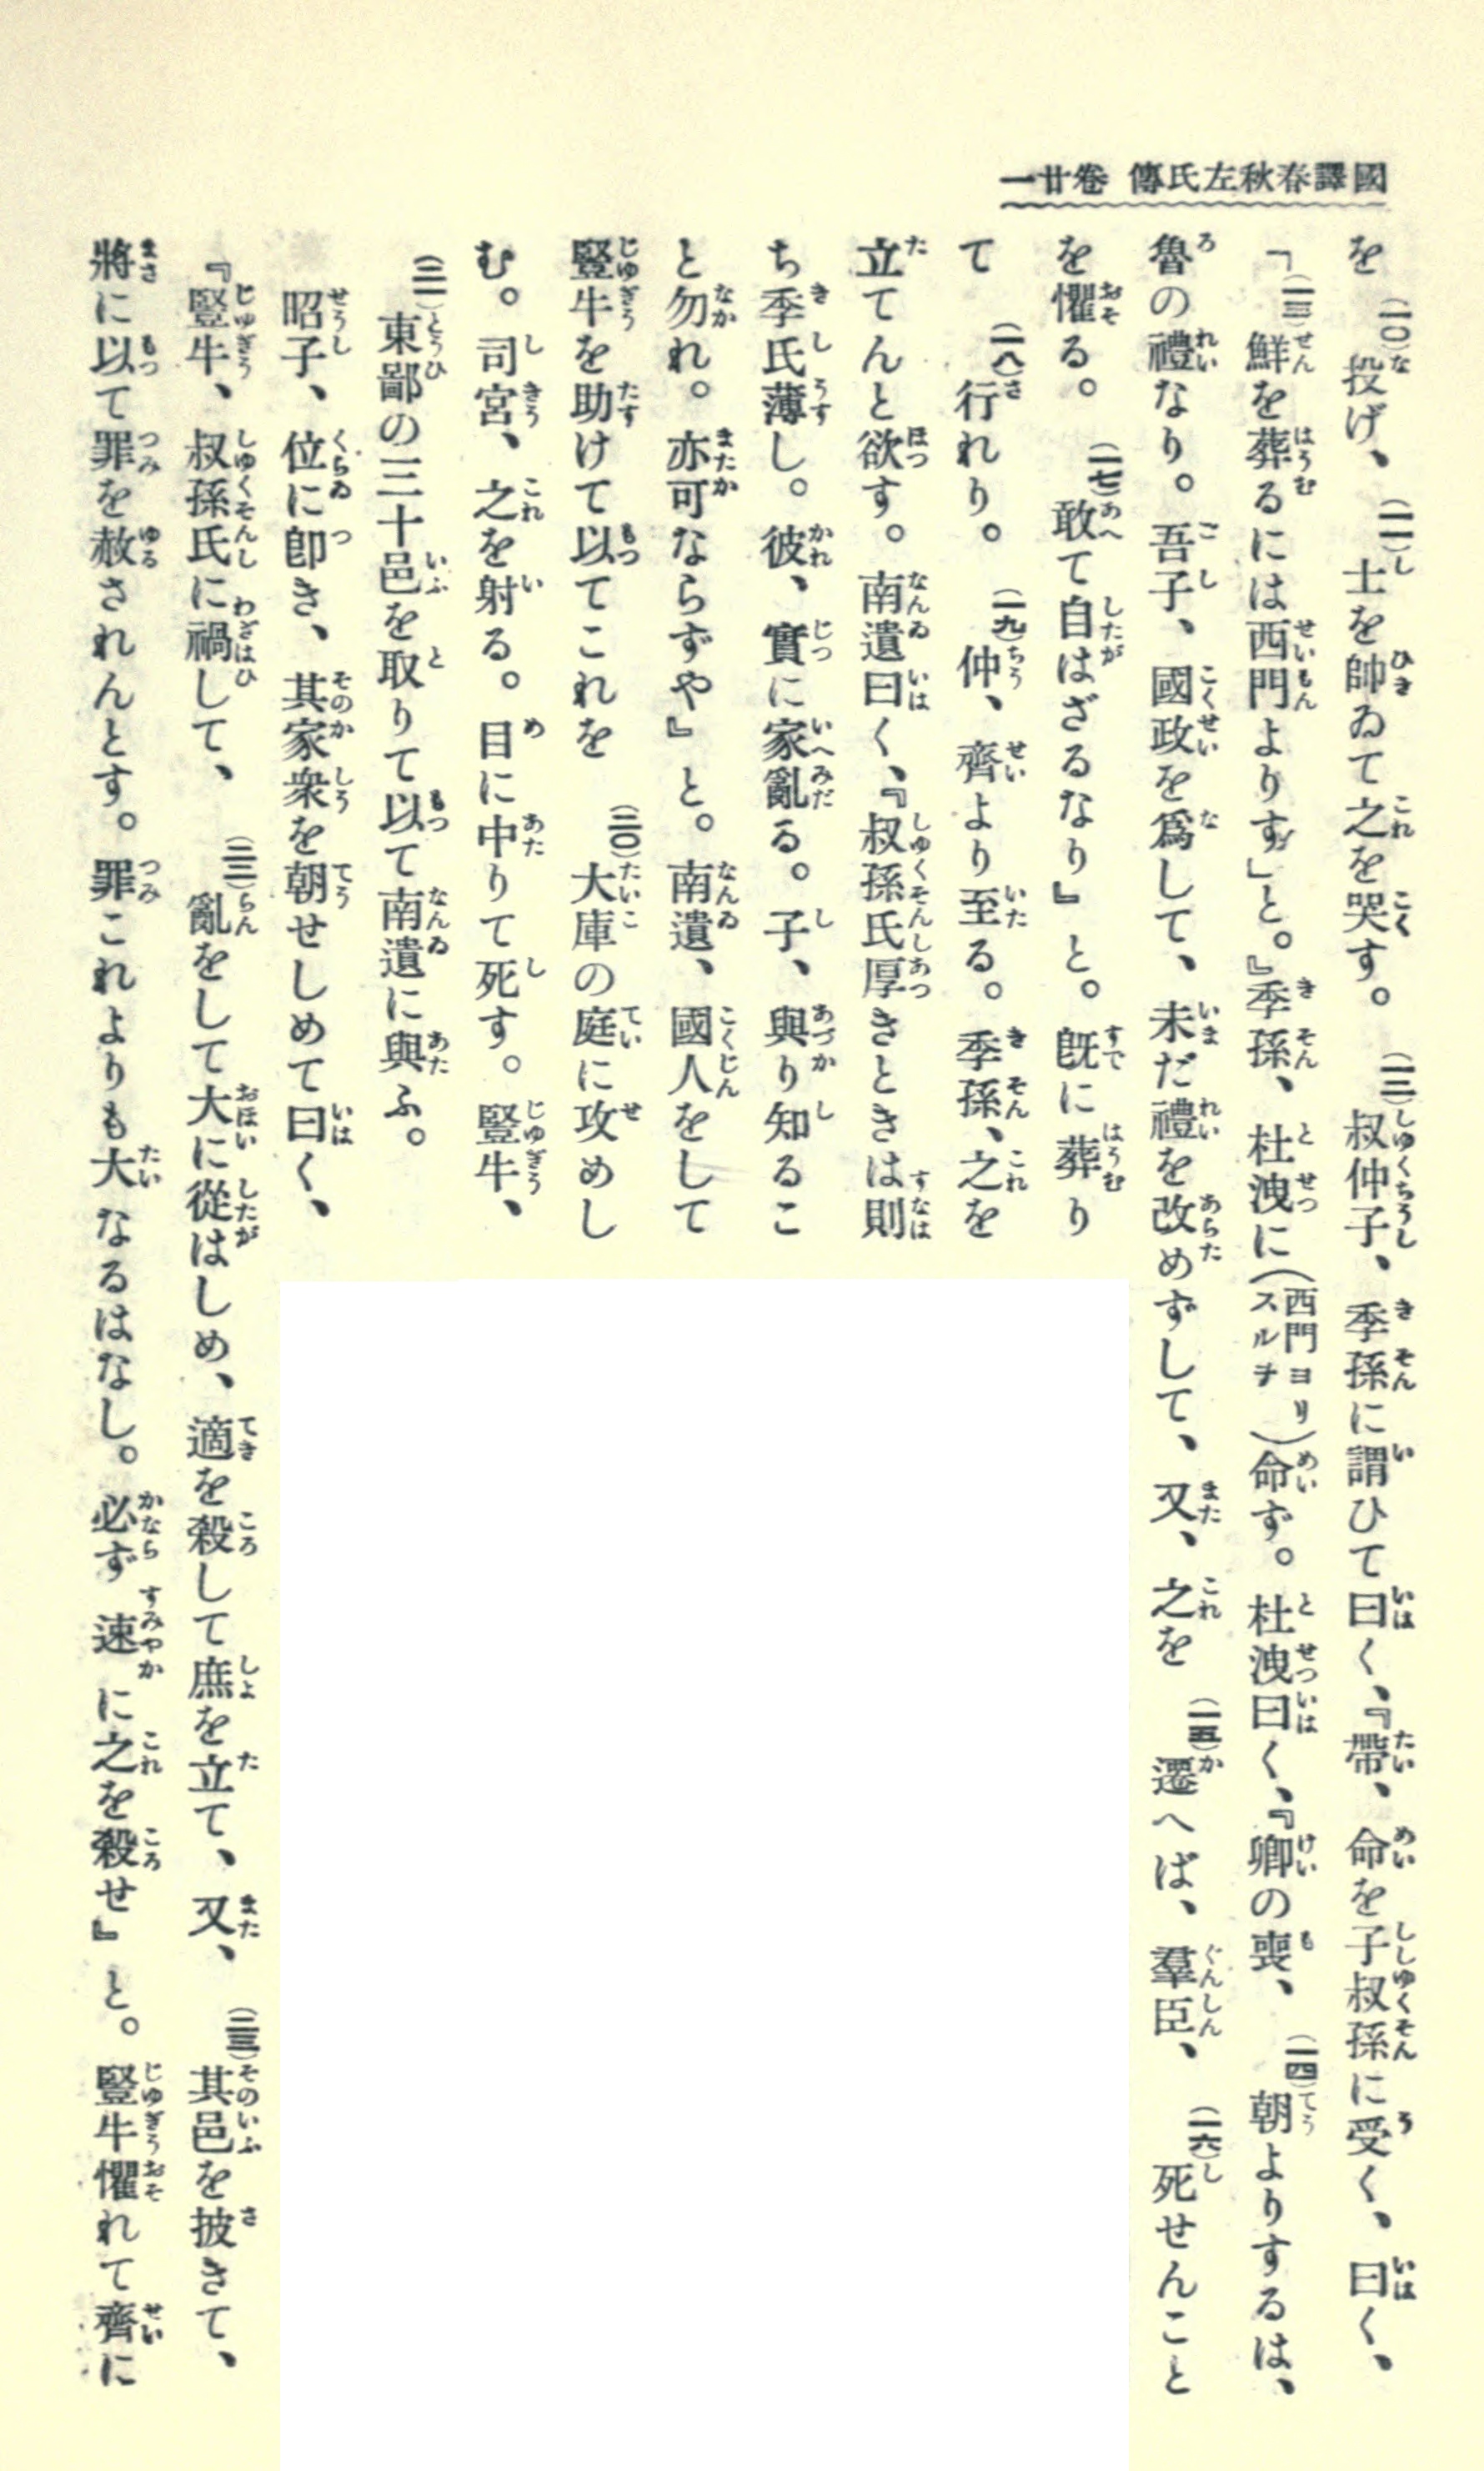 國譯春秋左氏傳 卷廿一
を(一〇)投げ、(一一)士を帥ゐて之を哭す。(一二)叔仲子、季孫に謂ひて曰く、『帶、命を子叔孫に受く、曰く、
「(一三)鮮を葬るには西門よりす」と。』季孫、杜洩に(西門ヨリスルヲ)命ず。杜洩曰く、『卿の喪、(一四)朝よりするは、
魯の禮なり。吾子、國政を爲して、未だ禮を改めずして、又、之を(一五)遷へば、羣臣、(一六)死せんこと
を懼る。(一七)敢て自はざるなり』と。既に葬り
て(一八)行れり。(一九)仲、齊より至る。季孫、之を
立てんと欲す。南遺曰く、『叔孫氏厚きときは則
ち季氏薄し。彼、實に家亂る。子、與り知るこ
と勿れ。亦可ならずや』と。南遺、國人をして
豎牛を助けて以てこれを(二〇)大庫の庭に攻めし
む。司宮、之を射る。目に中りて死す。豎牛、
(二一)東鄙の三十邑を取りて以て南遺に與ふ。
昭子、位に卽き、其家衆を朝せしめて曰く、
『豎牛、叔孫氏に禍して、(二二)亂をして大に從はしめ、適を殺して庶を立て、又、(二三)其邑を披きて、
將に以て罪を赦されんとす。罪これよりも大なるはなし。必ず速に之を殺せ』と。豎牛懼れて齊に